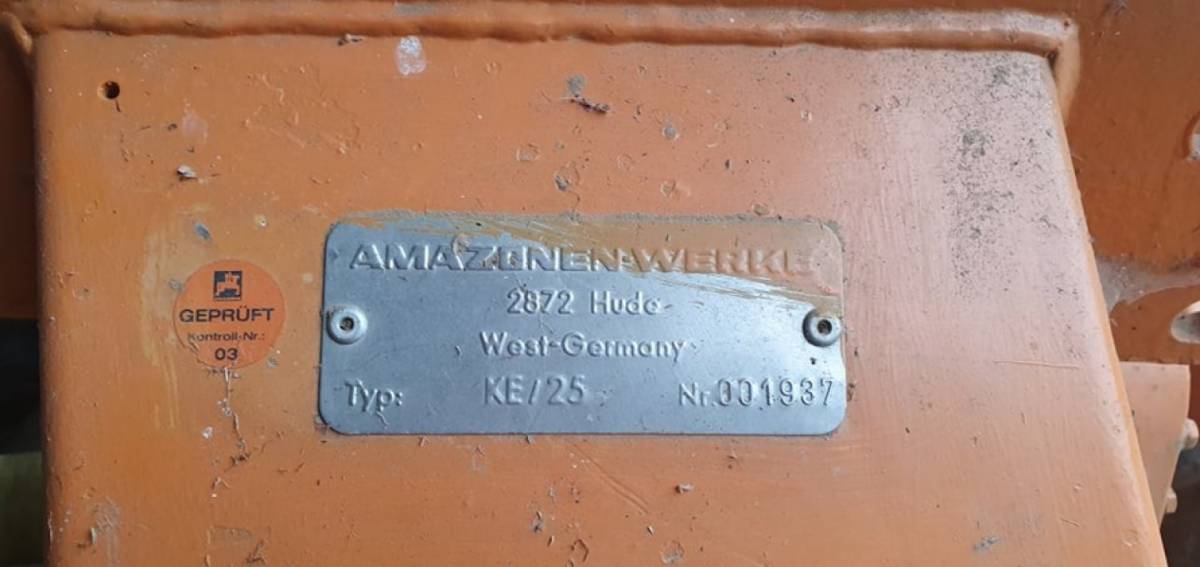 AMAZONEN-WERKE
2872 Hude
West-Germany
Typ: KE/25 Nr. 001937
GEPRÜFT
Kontroll-Nr.:
03